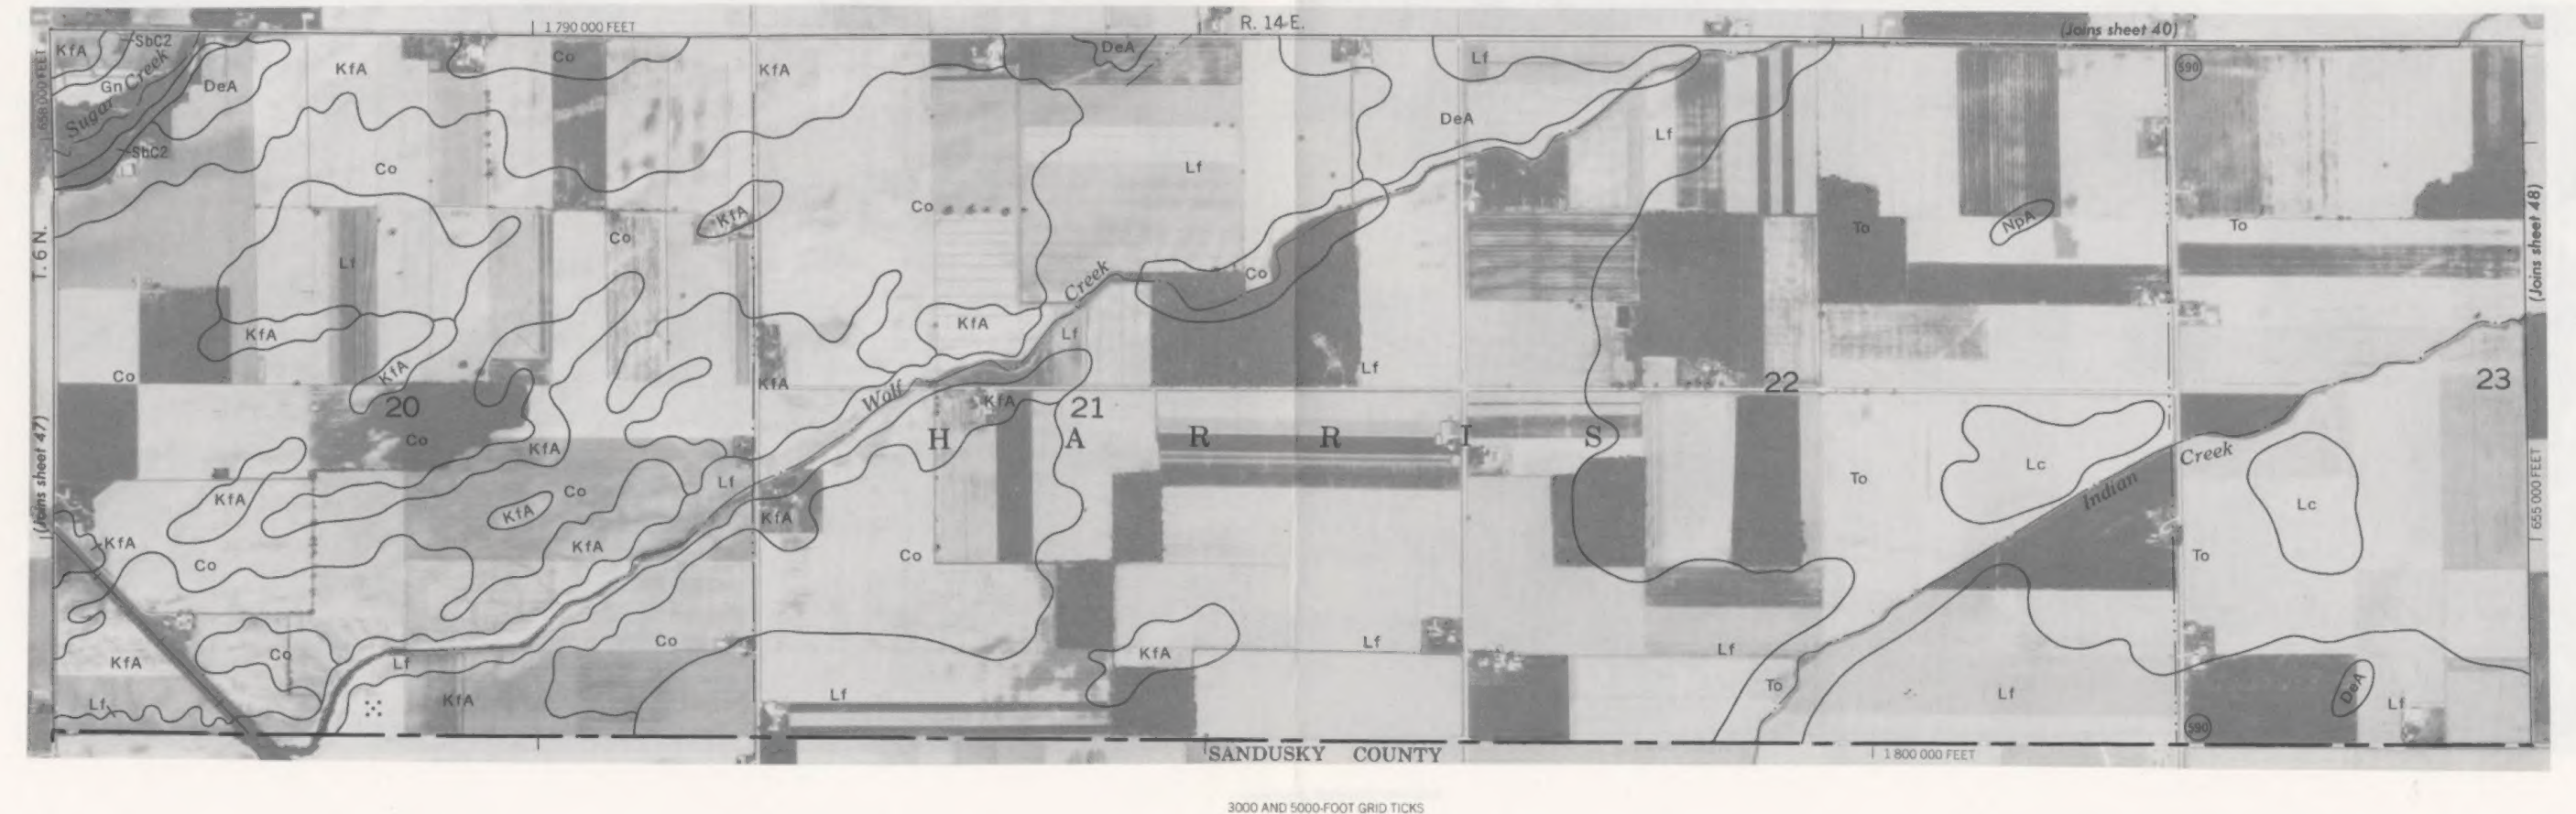 1 790 000 FEET
R. 14 E.
(Joins sheet 40)
KfA
SbC2
KfA
Co
KfA
DeA
Lf
590
Gn
Sugar Creek
DeA
658 000 FEET
DeA
Lf
SbC2
Co
Lf
KfA
Co
Co
To
NpA
To
T. 6 N.
(Joins sheet 48)
Lf
Creek
Co
KfA
KfA
Lf
Co
KfA
KfA
Wolf
Lf
22
23
20
KfA
21
Co
H A R R I S
(Joins sheet 47)
KfA
Creek
KfA
Co
Lf
To
Lc
Indian
Lc
KfA
KfA
655 000 FEET
KfA
Co
KfA
Co
To
KfA
Co
Lf
Co
KfA
Lf
Lf
Lf
KfA
Lf
To
Lf
DeA
Lf
590
SANDUSKY COUNTY
1 800 000 FEET
3000 AND 5000-FOOT GRID TICKS